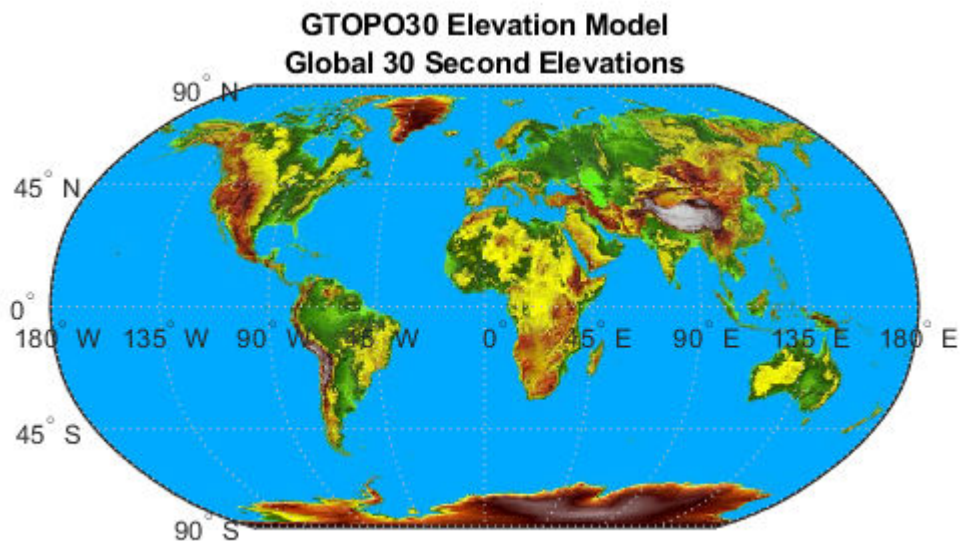 GTOPO30 Elevation Model
Global 30 Second Elevations
90° N
45° N
0°
180° W 135° W 90° W 45° W 0° 45° E 90° E 135° E 180° E
45° S
90° S